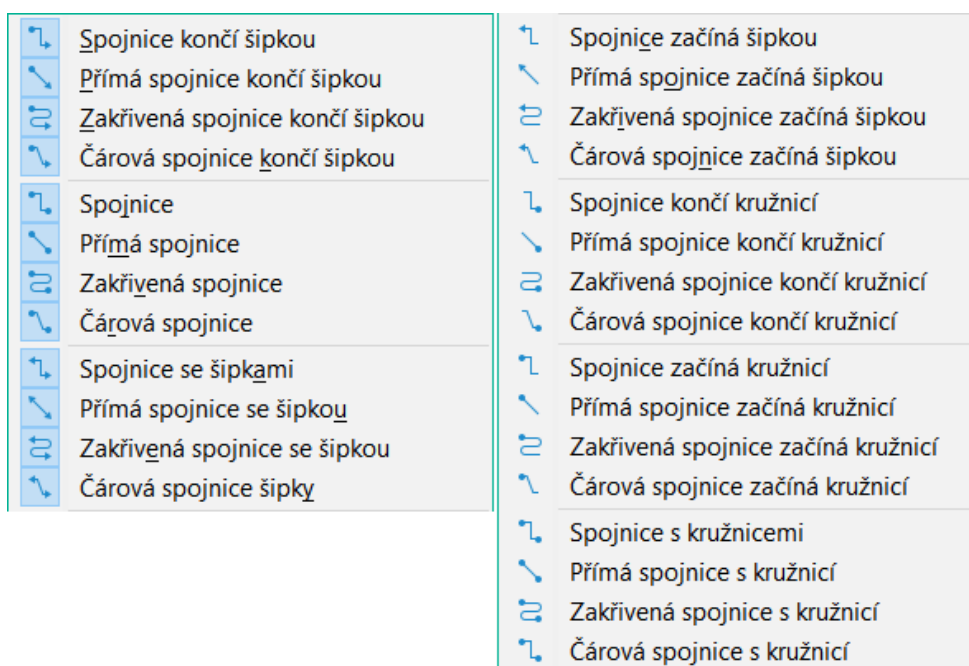 Spojnice končí šipkou
Přímá spojnice končí šipkou
Zakřivená spojnice končí šipkou
Čárová spojnice končí šipkou
Spojnice
Přímá spojnice
Zakřivená spojnice
Čárová spojnice
Spojnice se šipkami
Přímá spojnice se šipkou
Zakřivená spojnice se šipkou
Čárová spojnice šipky
Spojnice začíná šipkou
Přímá spojnice začíná šipkou
Zakřivená spojnice začíná šipkou
Čárová spojnice začíná šipkou
Spojnice končí kružnicí
Přímá spojnice končí kružnicí
Zakřivená spojnice končí kružnicí
Čárová spojnice končí kružnicí
Spojnice začíná kružnicí
Přímá spojnice začíná kružnicí
Zakřivená spojnice začíná kružnicí
Čárová spojnice začíná kružnicí
Spojnice s kružnicemi
Přímá spojnice s kružnicí
Zakřivená spojnice s kružnicí
Čárová spojnice s kružnicí